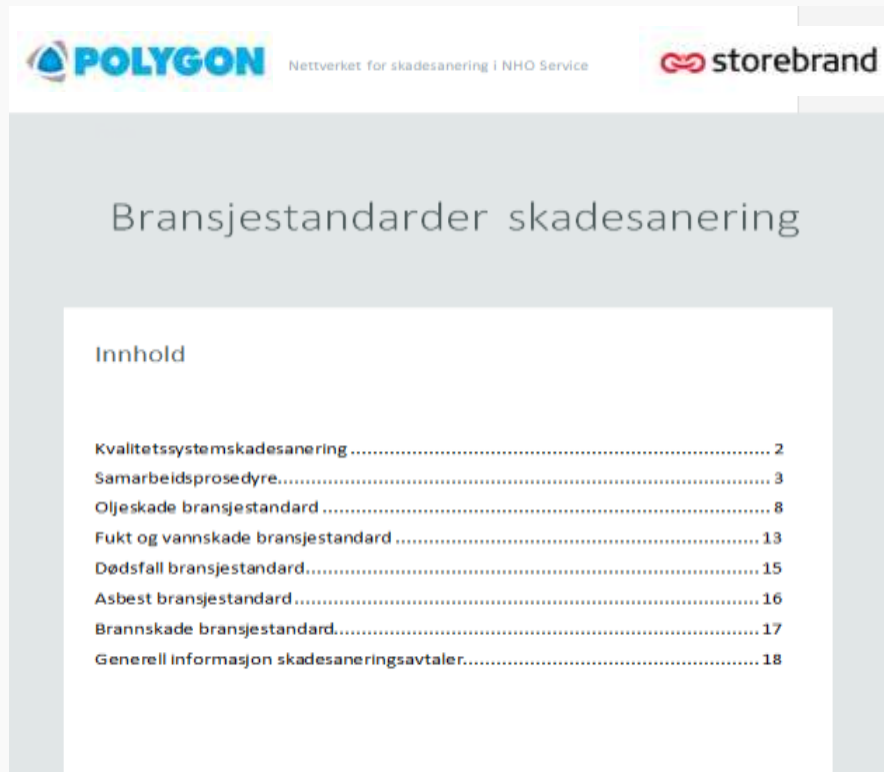 POLYGON Nettverket for skadesanering i NHO Service storebrand
Bransjestandarder skadesanering
Innhold
Kvalitetssystemskadesanering ........................................................................ 2
Samarbeidsprosedyre..................................................................................... 3
Oljeskade bransjestandard ............................................................................. 8
Fukt og vannskade bransjestandard ............................................................... 13
Dødsfall bransjestandard................................................................................ 15
Asbest bransjestandard.................................................................................. 16
Brannskade bransjestandard........................................................................... 17
Generell informasjon skadesaneringsavtaler.................................................... 18